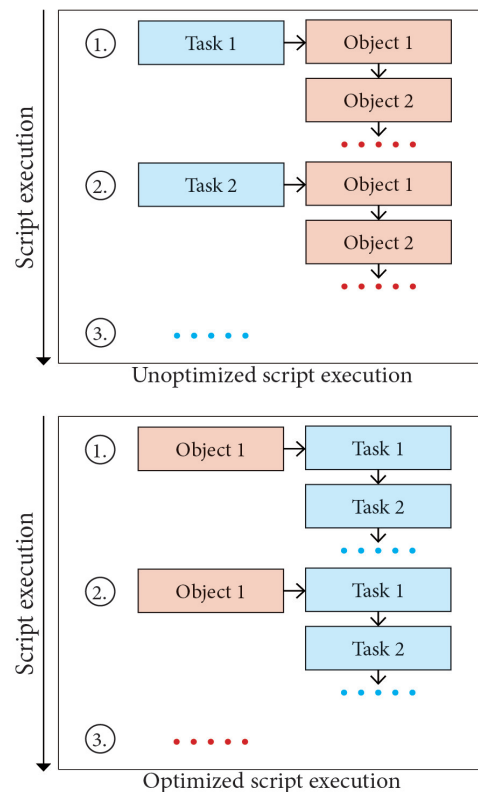 1.
Task 1
Object 1
Object 2
2.
Task 2
Object 1
Object 2
3.
Script execution
Unoptimized script execution
1.
Object 1
Task 1
Task 2
2.
Object 1
Task 1
Task 2
3.
Script execution
Optimized script execution